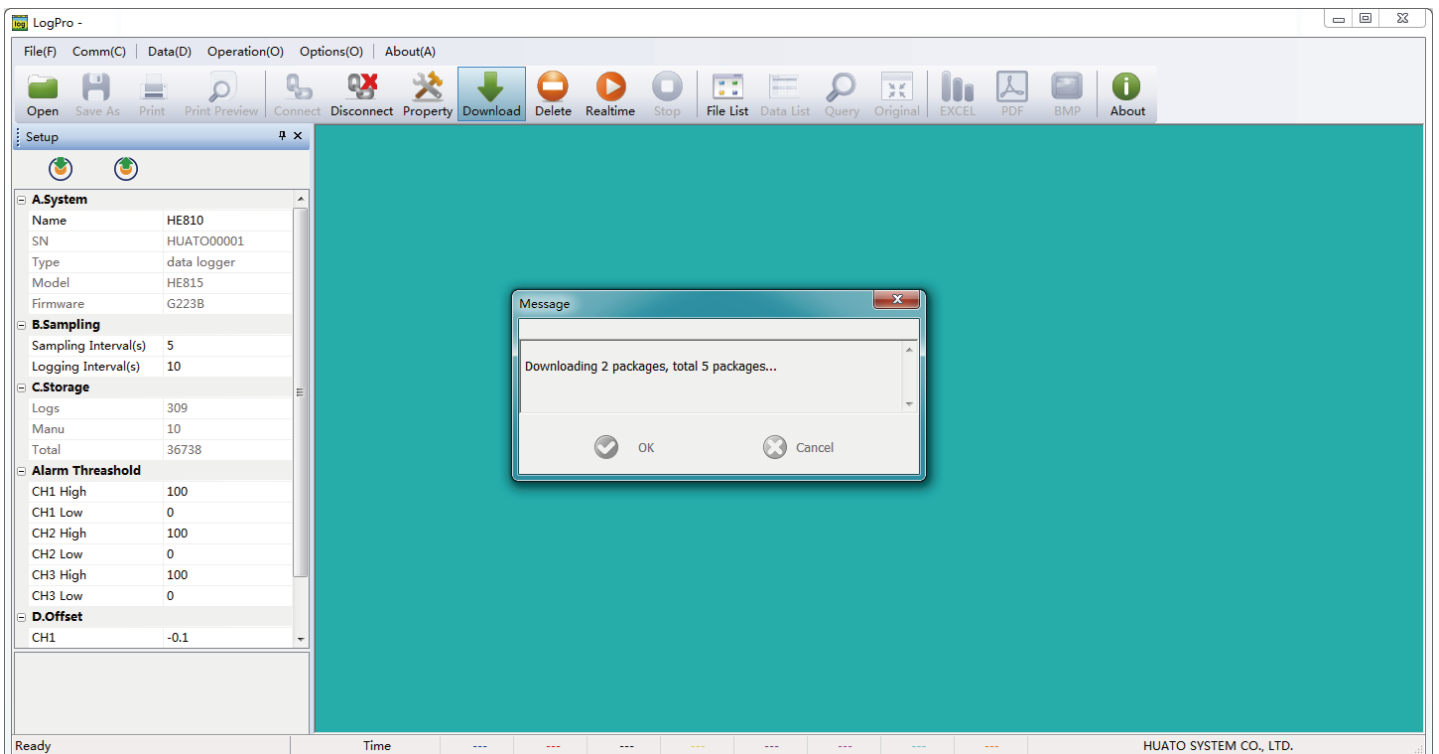 log LogPro -
File(F) Comm(C) Data(D) Operation(O) Options(O) About(A)
Open Save As Print Print Preview Connect Disconnect Property Download Delete Realtime Stop File List Data List Query Original EXCEL PDF BMP About
Setup
A.System
Name HE810
SN HUATO00001
Type data logger
Model HE815
Firmware G223B
B.Sampling
Sampling Interval(s) 5
Logging Interval(s) 10
C.Storage
Logs 309
Manu 10
Total 36738
Alarm Threashold
CH1 High 100
CH1 Low 0
CH2 High 100
CH2 Low 0
CH3 High 100
CH3 Low 0
D.Offset
CH1 -0.1
Message
Downloading 2 packages, total 5 packages...
OK Cancel
Ready Time --- --- --- --- --- --- --- --- HUATO SYSTEM CO., LTD.